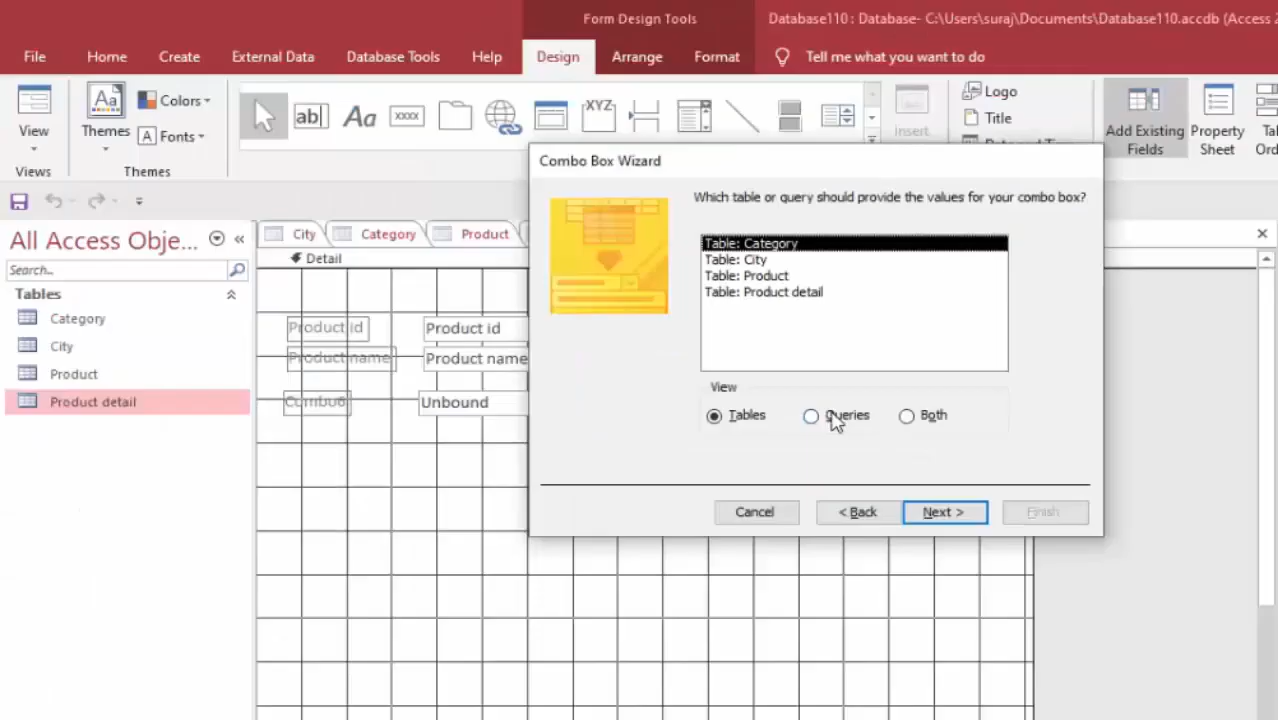 Form Design Tools
Database110 : Database- C:\Users\suraj\Documents\Database110.accdb (Access 2
File Home Create External Data Database Tools Help Design Arrange Format Tell me what you want to do
View
Views
Aa
Themes
Colors
A Fonts
Themes
ab|
Aa
XXXX
XYZ
Insert
Logo
Title
Add Existing
Fields
Property
Sheet
All Access Obje...
Search...
Tables
Category
City
Product
Product detail
City Category Product
Detail
Product id Product id
Product name Product name
Combo6 Unbound
Combo Box Wizard
Which table or query should provide the values for your combo box?
Table: Category
Table: City
Table: Product
Table: Product detail
View
Tables Queries Both
Cancel < Back Next > Finish